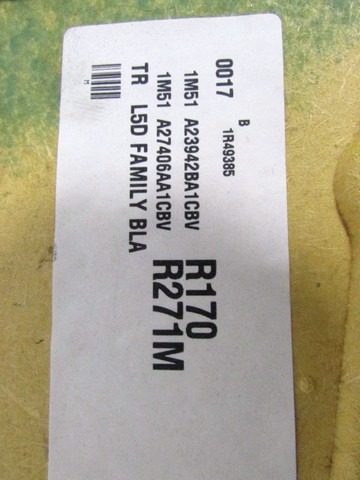 0017 B 1R49385
1M51 A23942BA1CBV R170
1M51 A27406AA1CBV R271M
TR L5D FAMILY BLA
M